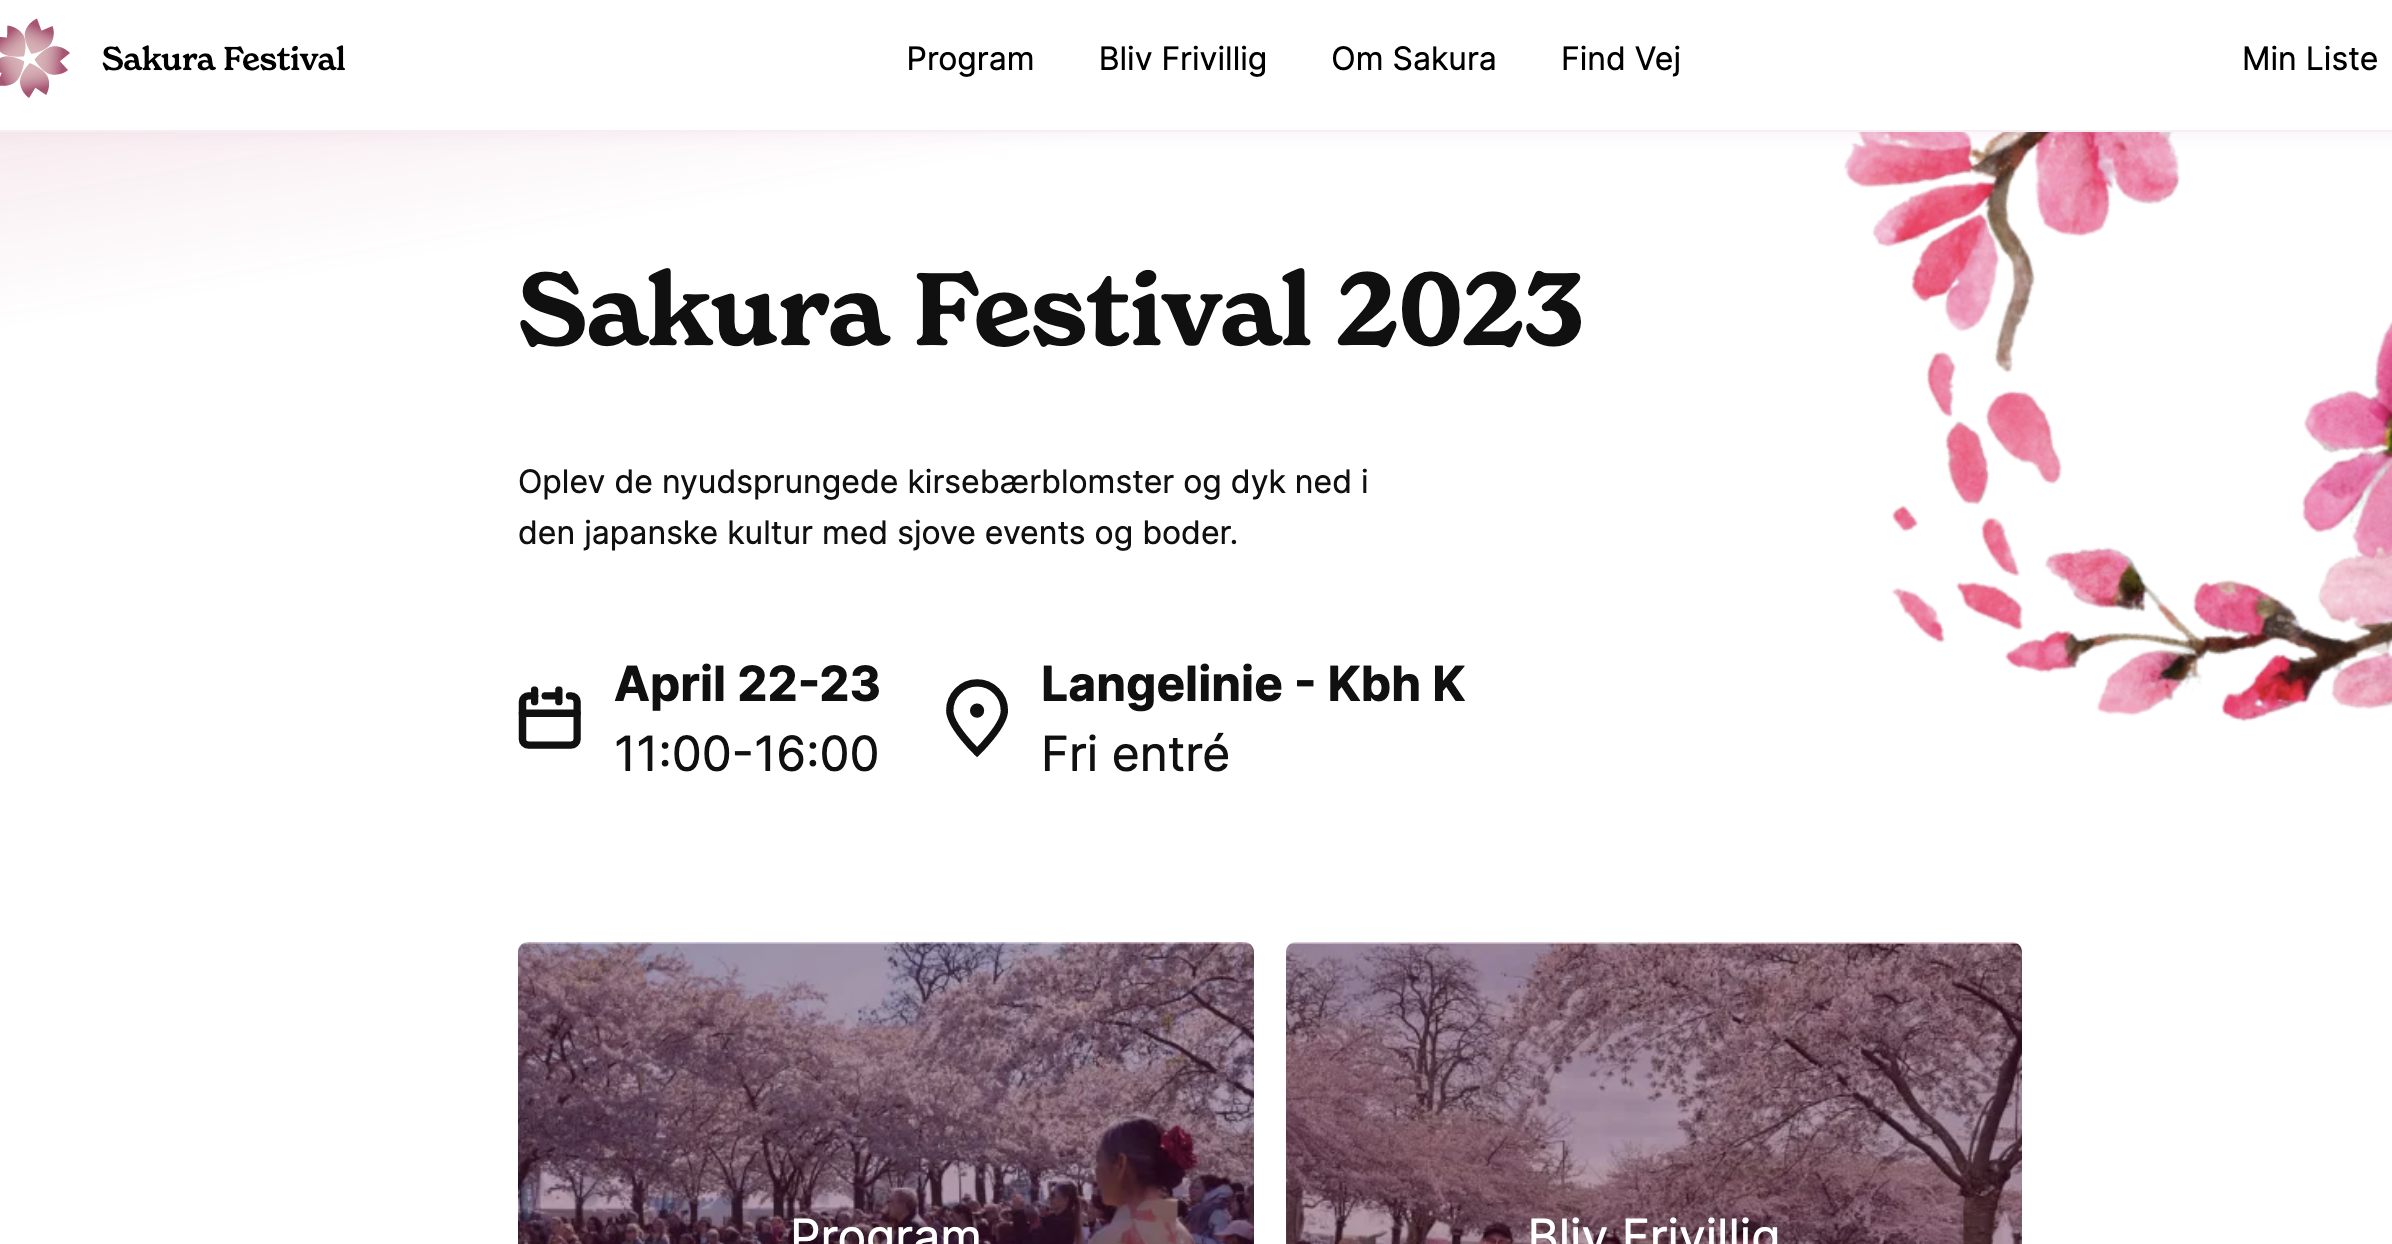 Sakura Festival
Program
Bliv Frivillig
Om Sakura
Find Vej
Min Liste
Sakura Festival 2023
Oplev de nyudsprungede kirsebærblomster og dyk ned i
den japanske kultur med sjove events og boder.
April 22-23
11:00-16:00
Langelinie - Kbh K
Fri entré
Program
Bliv Frivillig